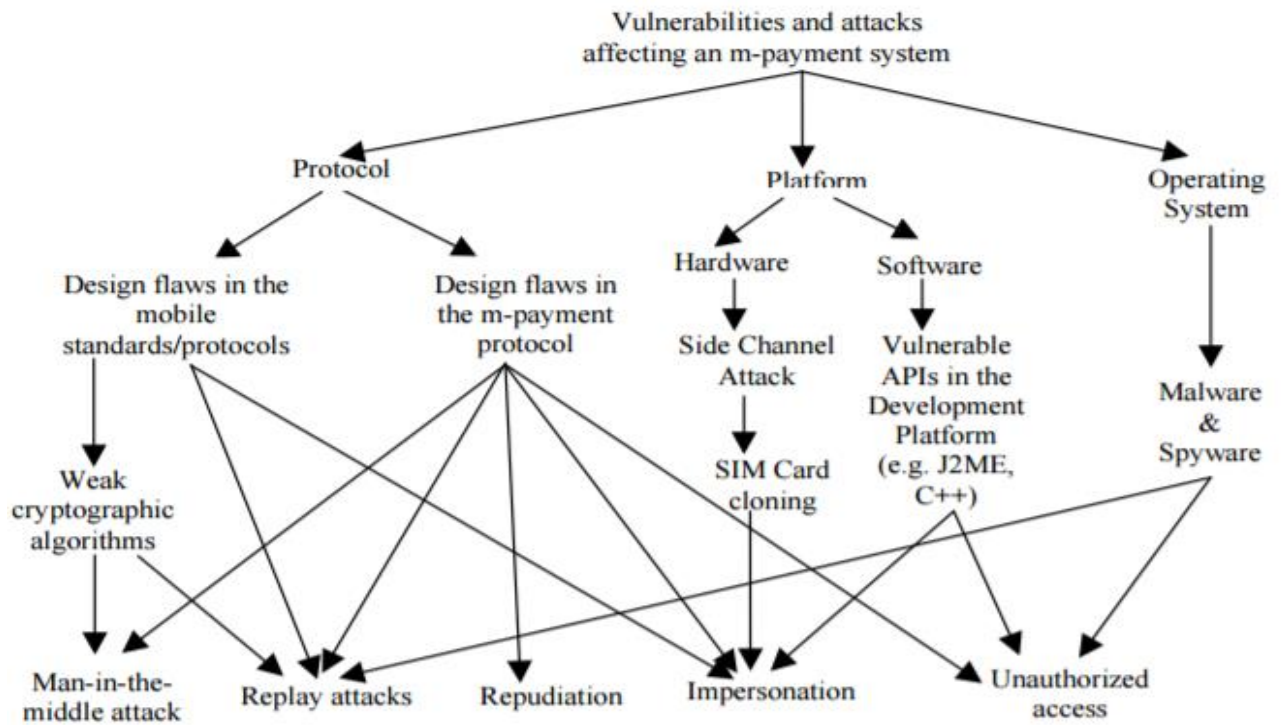 Vulnerabilities and attacks
affecting an m-payment system
Protocol
Platform
Operating
System
Design flaws in the
mobile
standards/protocols
Design flaws in
the m-payment
protocol
Hardware
Software
Side Channel
Attack
Vulnerable
APIs in the
Development
Platform
(e.g. J2ME,
C++)
Malware
&
Spyware
Weak
cryptographic
algorithms
SIM Card
cloning
Man-in-the-
middle attack
Replay attacks
Repudiation
Impersonation
Unauthorized
access